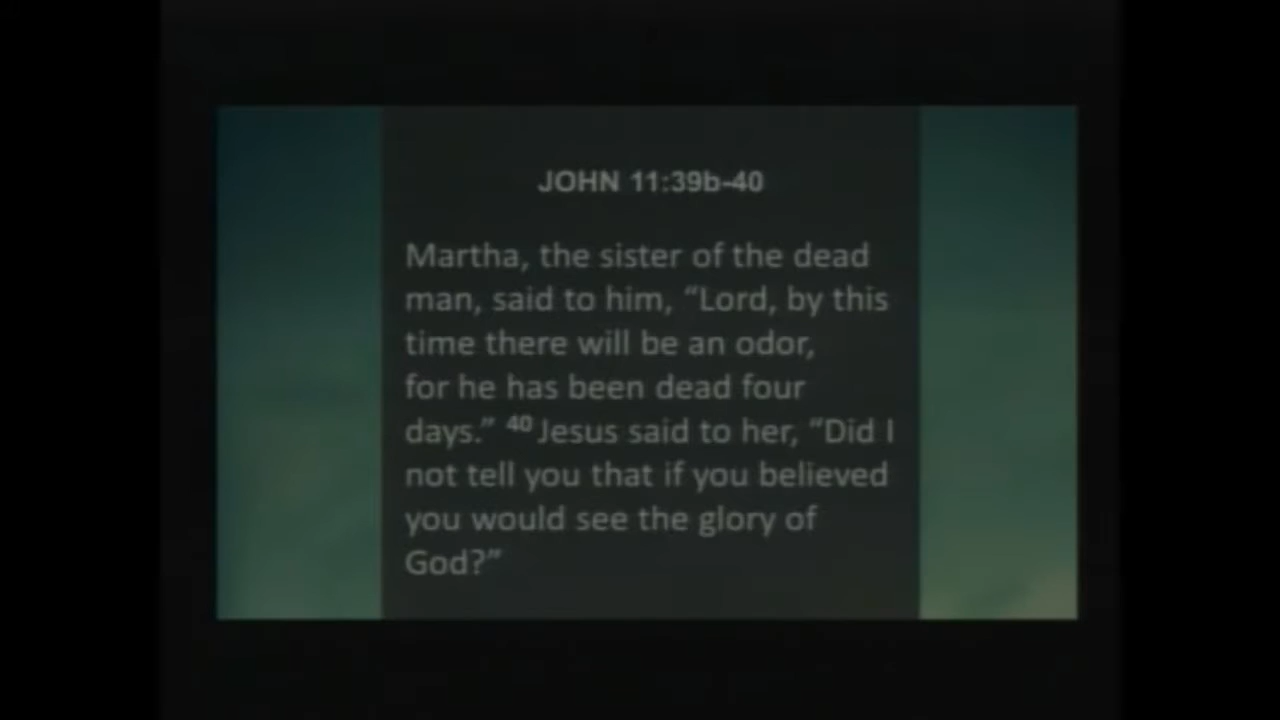 JOHN 11:39b-40
Martha, the sister of the dead
man, said to him, “Lord, by this
time there will be an odor,
for he has been dead four
days.” 40 Jesus said to her, “Did I
not tell you that if you believed
you would see the glory of
God?”